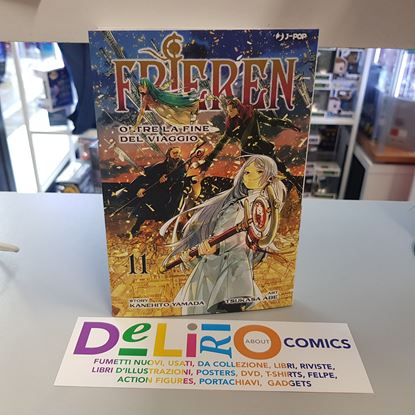 J-POP
FRIEREN
OLTRE LA FINE
DEL VIAGGIO
11
STORY
KANEHITO YAMADA
ART
TSUKASA ABE
DeLiRiO ABOUT COMICS
FUMETTI NUOVI, USATI, DA COLLEZIONE, LIBRI, RIVISTE,
LIBRI D'ILLUSTRAZIONI, POSTERS, DVD, T-SHIRTS, FELPE,
ACTION FIGURES, PORTACHIAVI, GADGETS